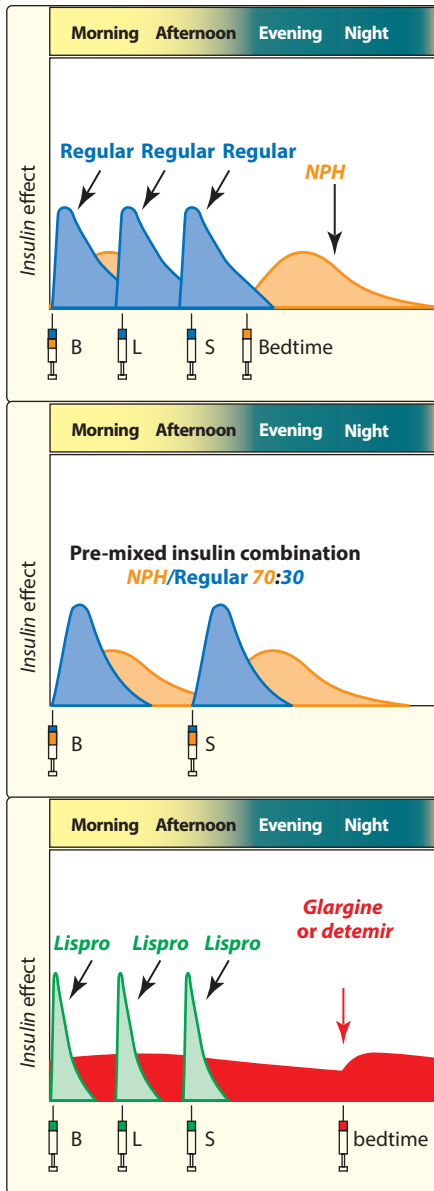 Morning Afternoon Evening Night
Insulin effect
Regular Regular Regular
NPH
B L S Bedtime
Morning Afternoon Evening Night
Insulin effect
Pre-mixed insulin combination
NPH/Regular 70:30
B S
Morning Afternoon Evening Night
Insulin effect
Glargine
or detemir
Lispro Lispro Lispro
B L S bedtime